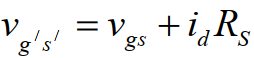 v_{g's'} = v_{gs} + i_d R_S